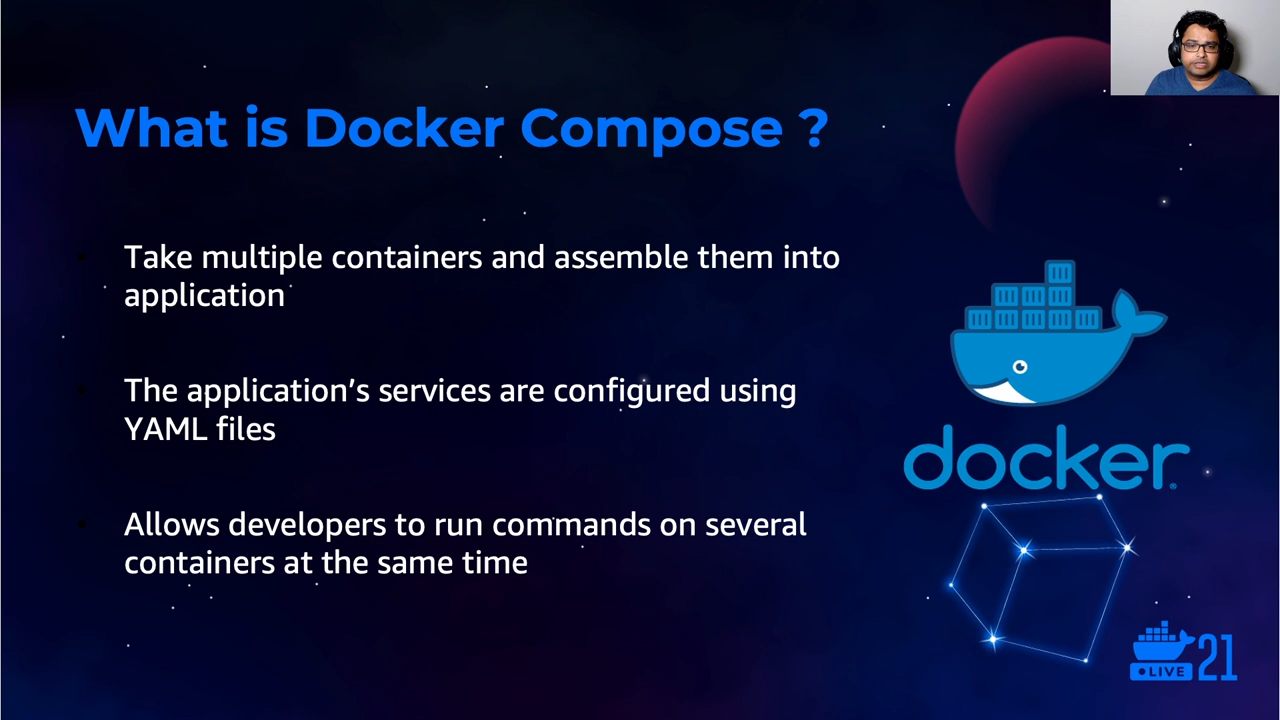 What is Docker Compose ?
Take multiple containers and assemble them into
application
The application’s services are configured using
YAML files
Allows developers to run commands on several
containers at the same time
docker®
LIVE 21